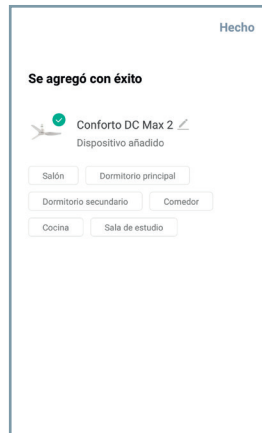 Hecho
Se agregó con éxito
Conforto DC Max 2
Dispositivo añadido
Salón Dormitorio principal
Dormitorio secundario Comedor
Cocina Sala de estudio